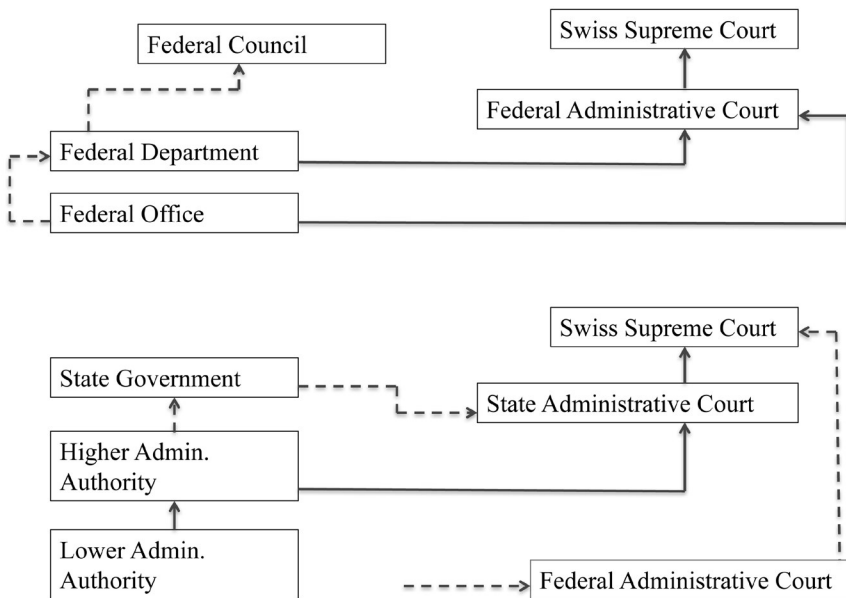 Federal Council
Swiss Supreme Court
Federal Administrative Court
Federal Department
Federal Office
Swiss Supreme Court
State Government
State Administrative Court
Higher Admin.
Authority
Lower Admin.
Authority
Federal Administrative Court